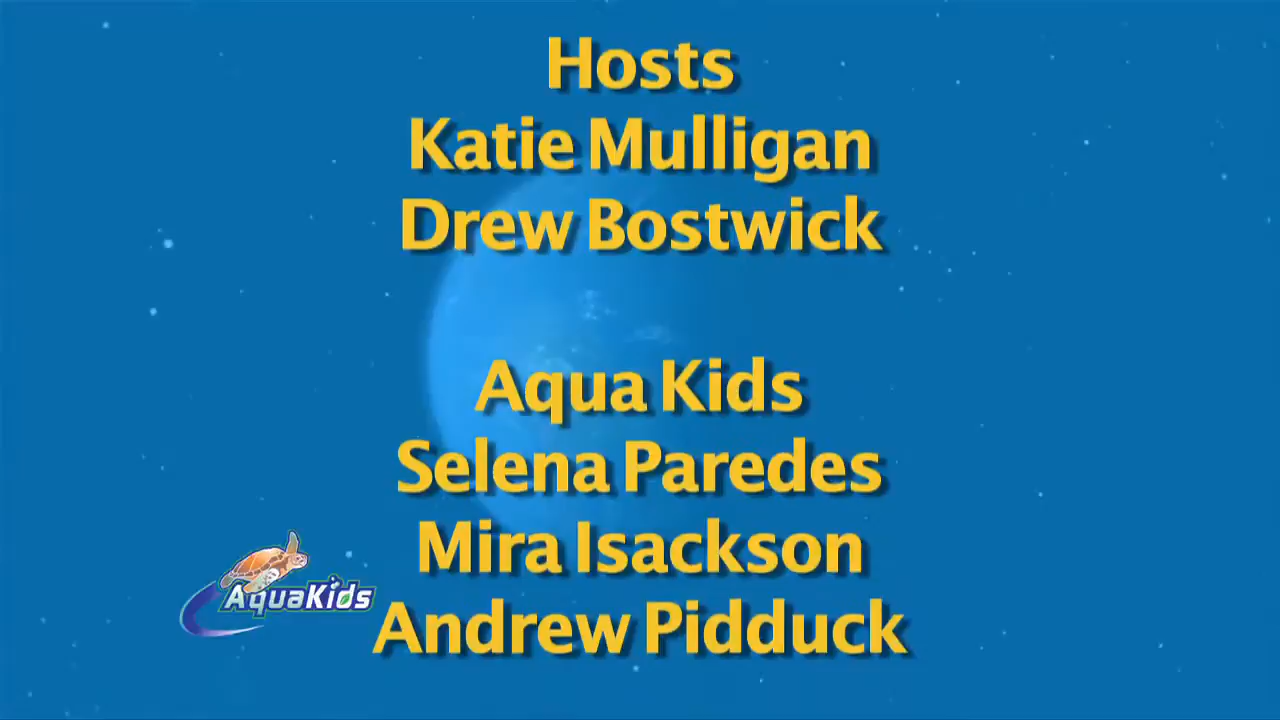 Hosts
Katie Mulligan
Drew Bostwick
Aqua Kids
Selena Paredes
Mira Isackson
AquaKids
Andrew Pidduck